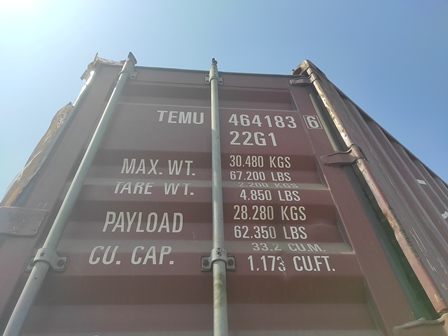 TEMU 464183 6
22G1
MAX. WT. 30.480 KGS
67.200 LBS
TARE WT. 2.200 KGS
4.850 LBS
PAYLOAD 28.280 KGS
62.350 LBS
CU. CAP. 33.2 CU.M.
1.173 CU.FT.